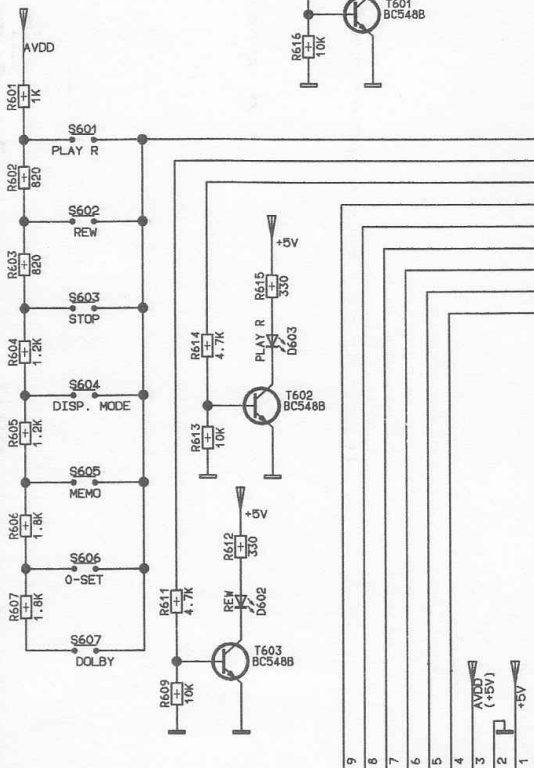 T601
BC548B
R616
10K
AVDD
R601
1K
S601
PLAY R
R602
820
S602
REW
R603
820
S603
STOP
R604
1.2K
S604
DISP. MODE
R605
1.2K
S605
MEMO
R606
1.8K
S606
0-SET
R607
1.8K
S607
DOLBY
+5V
R615
330
PLAY R
D603
R614
4.7K
T602
BC548B
R613
10K
+5V
R612
330
REW
D602
R611
4.7K
T603
BC548B
R609
10K
9
8
7
6
5
4
AVDD
(+5V)
3
2
+5V
1